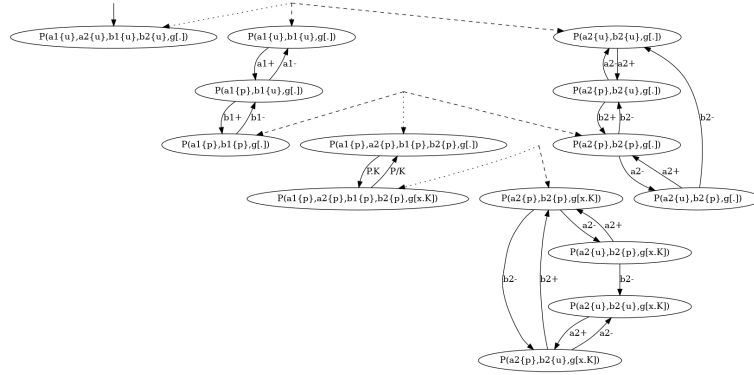 P(a1{u},a2{u},b1{u},b2{u},g[.])
P(a1{u},b1{u},g[.])
P(a2{u},b2{u},g[.])
a1+
a1-
a2-
a2+
P(a1{p},b1{u},g[.])
P(a2{p},b2{u},g[.])
b1+
b1-
b2+
b2-
b2-
P(a1{p},b1{p},g[.])
P(a1{p},a2{p},b1{p},b2{p},g[.])
P(a2{p},b2{p},g[.])
P.K
P/K
a2-
a2+
P(a1{p},a2{p},b1{p},b2{p},g[x.K])
P(a2{p},b2{p},g[x.K])
P(a2{u},b2{p},g[.])
a2-
a2+
P(a2{u},b2{p},g[x.K])
b2-
b2+
b2-
P(a2{u},b2{u},g[x.K])
a2+
a2-
P(a2{p},b2{u},g[x.K])